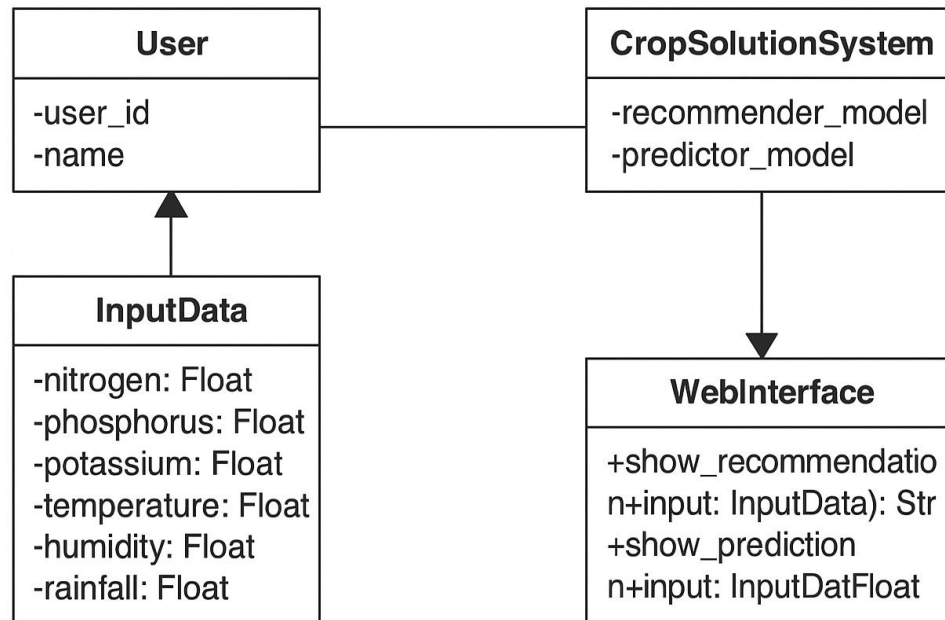 User
-user_id
-name
CropSolutionSystem
-recommender_model
-predictor_model
InputData
-nitrogen: Float
-phosphorus: Float
-potassium: Float
-temperature: Float
-humidity: Float
-rainfall: Float
WebInterface
+show_recommendatio
n+input: InputData): Str
+show_prediction
n+input: InputDatFloat